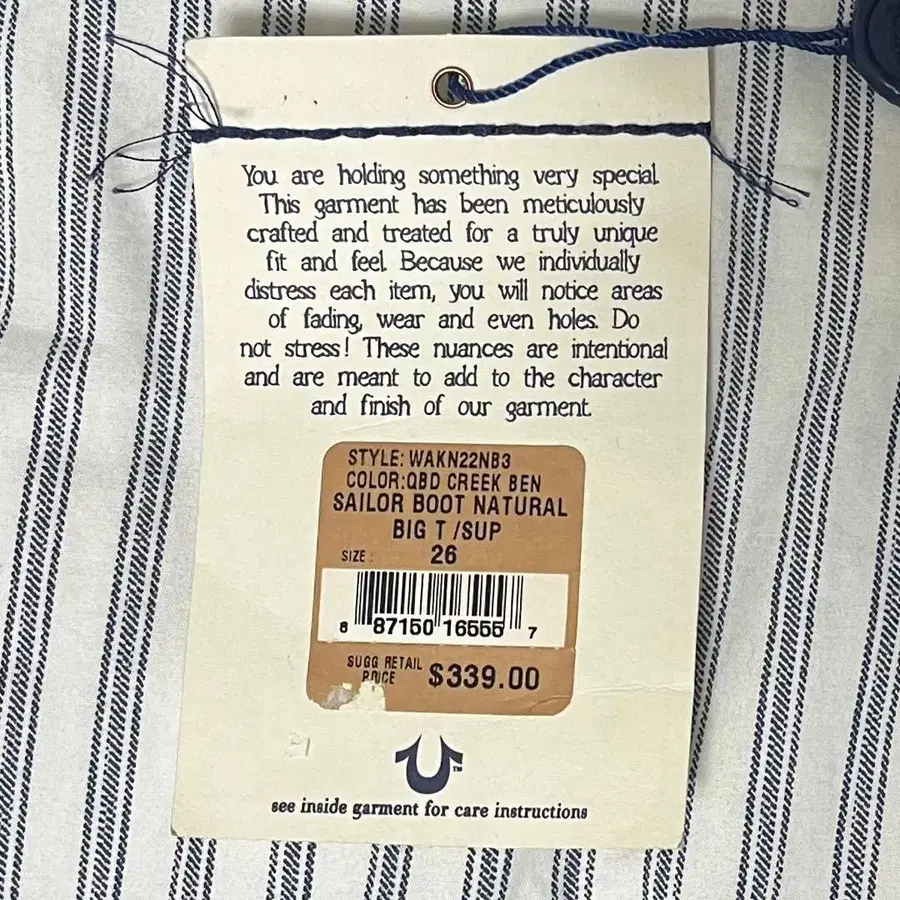 You are holding something very special.
This garment has been meticulously
crafted and treated for a truly unique
fit and feel. Because we individually
distress each item, you will notice areas
of fading, wear and even holes. Do
not stress! These nuances are intentional
and are meant to add to the character
and finish of our garment.
STYLE: WAKN22NB3
COLOR:QBD CREEK BEN
SAILOR BOOT NATURAL
BIG T /SUP
SIZE : 26
8 87150 16555 7
SUGG RETAIL
PRICE $339.00
TM
see inside garment for care instructions